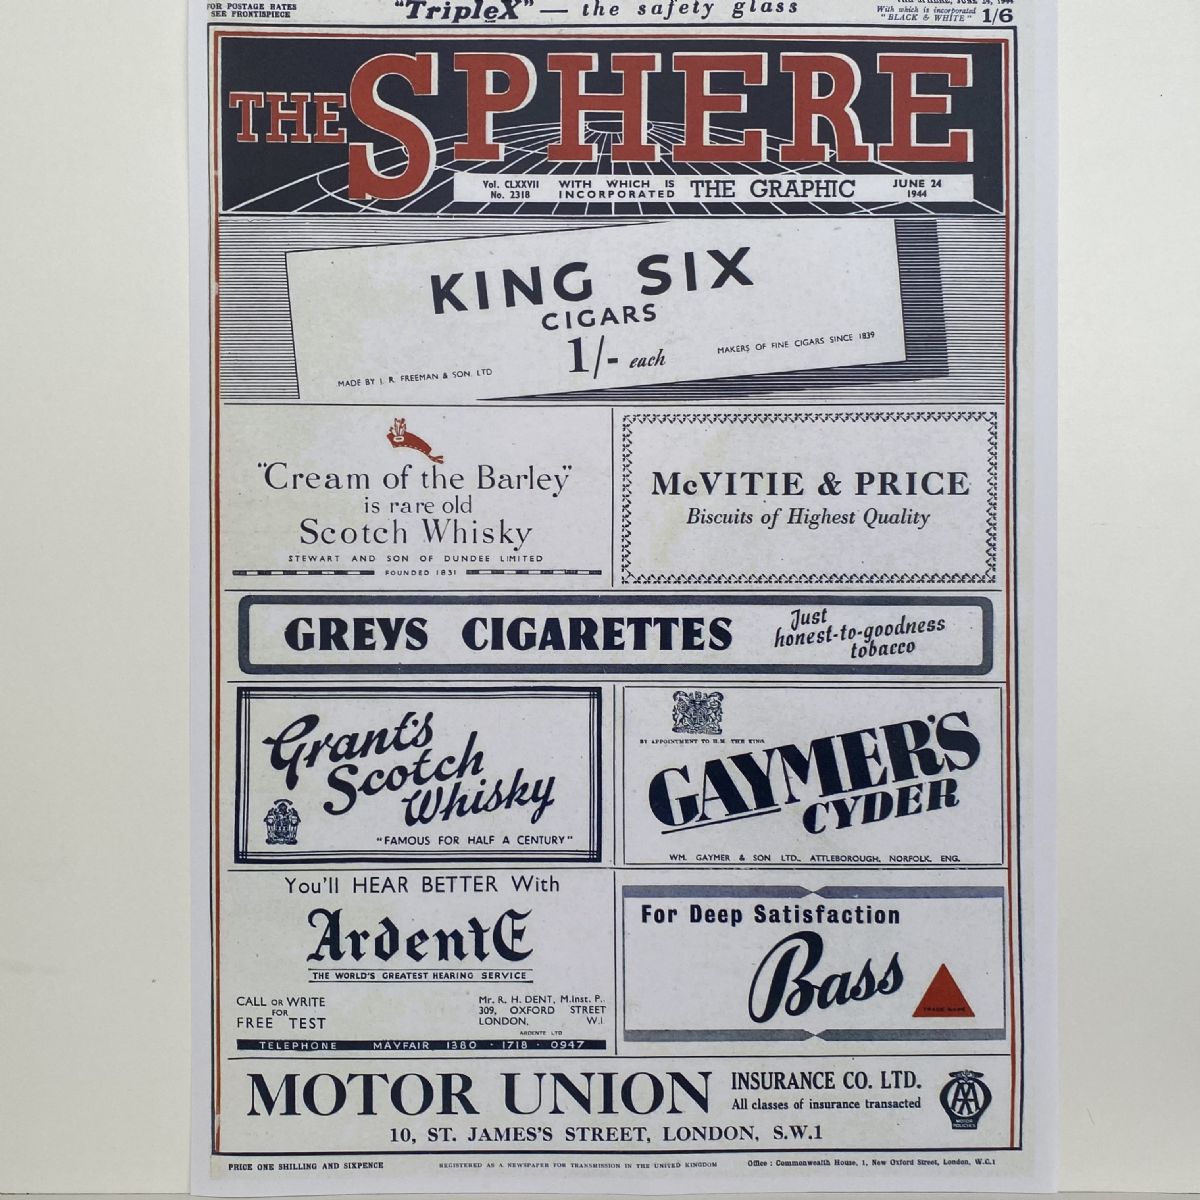 FOR POSTAGE RATES
SEE FRONTISPIECE
"TripleX" — the safety glass
With which is incorporated
"BLACK & WHITE"
1/6
THE SPHERE
Vol. CLXXVII
No. 2318
WITH WHICH IS
INCORPORATED
THE GRAPHIC
JUNE 24
1944
KING SIX
CIGARS
1/- each
MADE BY J. R. FREEMAN & SON. LTD
MAKERS OF FINE CIGARS SINCE 1839
"Cream of the Barley"
is rare old
Scotch Whisky
STEWART AND SON OF DUNDEE LIMITED
FOUNDED 1831
McVITIE & PRICE
Biscuits of Highest Quality
GREYS CIGARETTES
Just
honest-to-goodness
tobacco
Grant's
Scotch
Whisky
"FAMOUS FOR HALF A CENTURY"
BY APPOINTMENT TO H.M. THE KING
GAYMER'S
CYDER
WM. GAYMER & SON LTD., ATTLEBOROUGH, NORFOLK. ENG.
You'll HEAR BETTER With
ArdentE
THE WORLD'S GREATEST HEARING SERVICE
CALL OR WRITE
FOR
FREE TEST
Mr. R. H. DENT, M.Inst. P.
309, OXFORD STREET
LONDON, W.1
ARDENTE LTD
TELEPHONE MAYFAIR 1380 · 1718 · 0947
For Deep Satisfaction
Bass
TRADE MARK
MOTOR UNION
INSURANCE CO. LTD.
All classes of insurance transacted
10, ST. JAMES'S STREET, LONDON, S.W.1
AA
MOTOR
POLICIES
PRICE ONE SHILLING AND SIXPENCE
REGISTERED AS A NEWSPAPER FOR TRANSMISSION IN THE UNITED KINGDOM
Office : Commonwealth House, 1, New Oxford Street, London, W.C.1